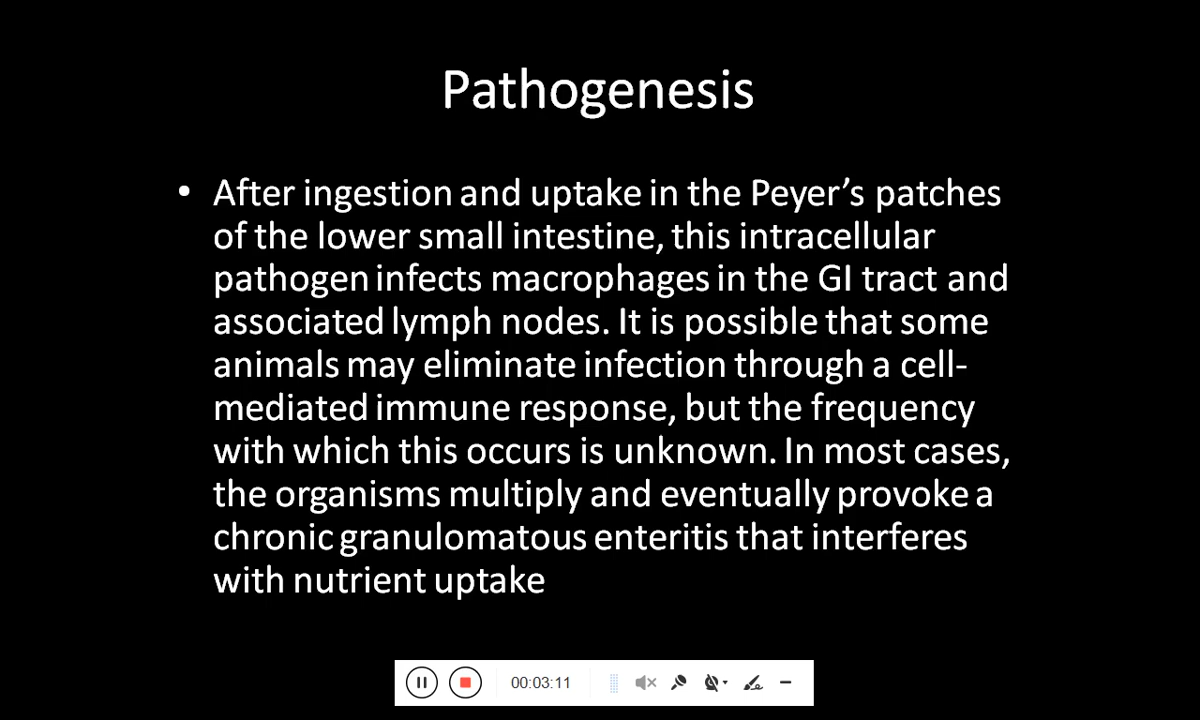 Pathogenesis
• After ingestion and uptake in the Peyer’s patches
of the lower small intestine, this intracellular
pathogen infects macrophages in the GI tract and
associated lymph nodes. It is possible that some
animals may eliminate infection through a cell-
mediated immune response, but the frequency
with which this occurs is unknown. In most cases,
the organisms multiply and eventually provoke a
chronic granulomatous enteritis that interferes
with nutrient uptake
00:03:11